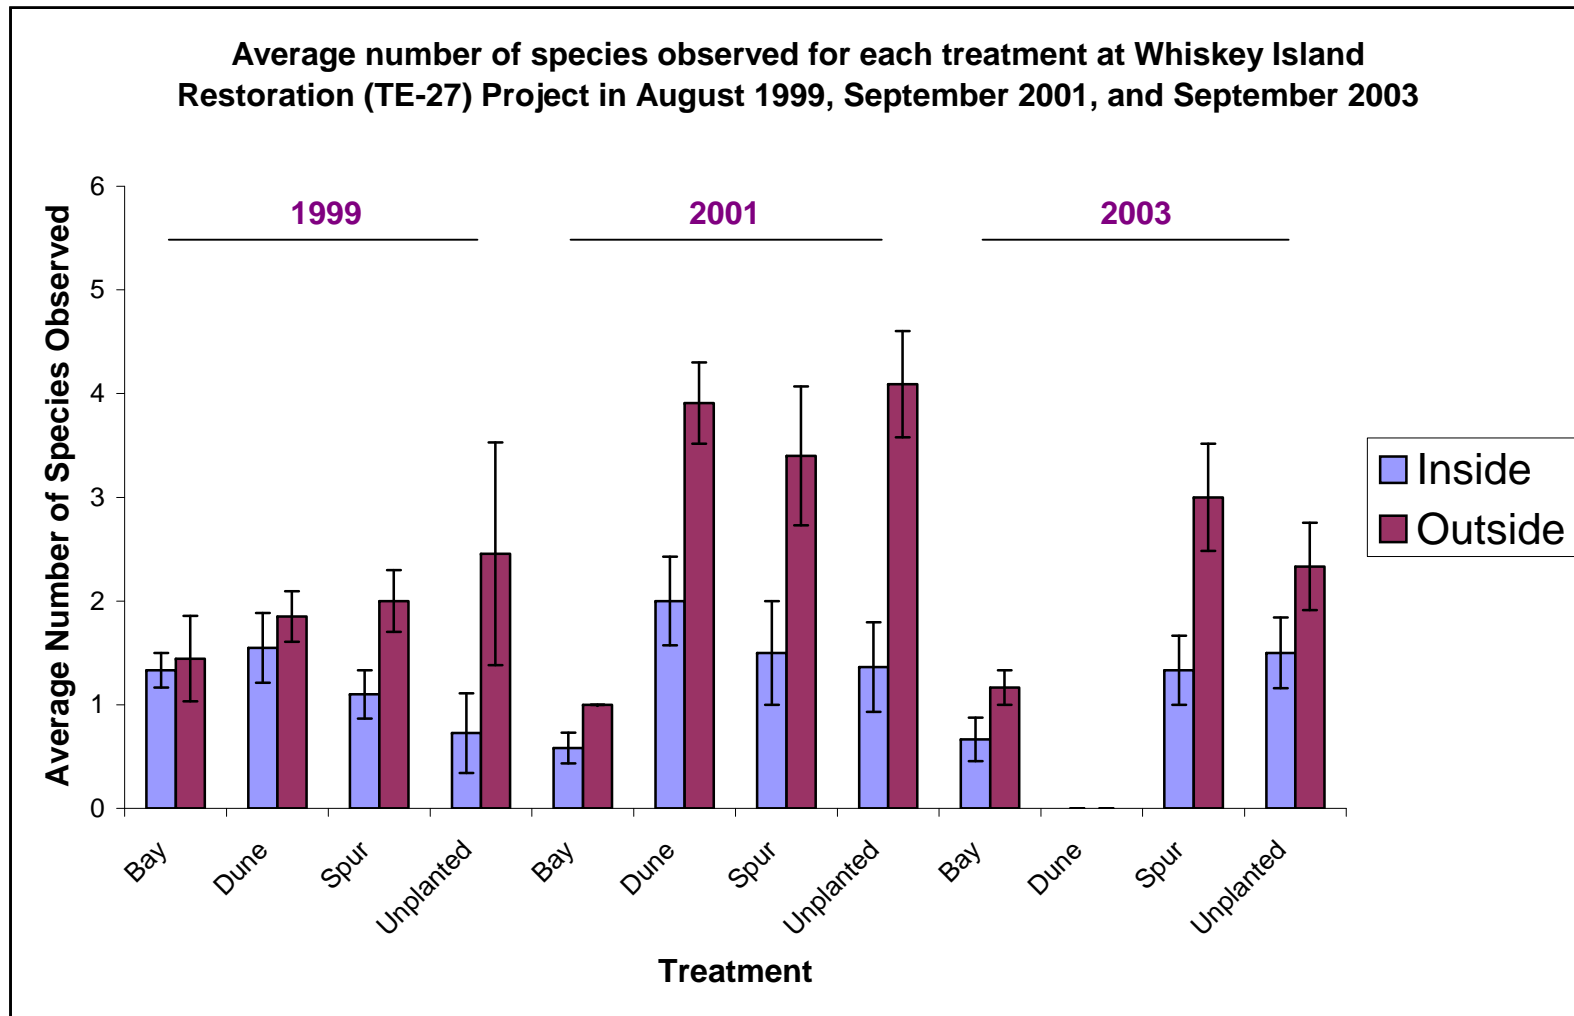 Average number of species observed for each treatment at Whiskey Island
Restoration (TE-27) Project in August 1999, September 2001, and September 2003
Average Number of Species Observed
6
5
4
3
2
1
0
1999
2001
2003
Inside
Outside
Bay
Dune
Spur
Unplanted
Bay
Dune
Spur
Unplanted
Bay
Dune
Spur
Unplanted
Treatment